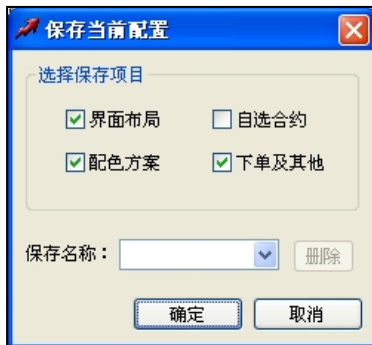 保存当前配置
选择保存项目
界面布局 自选合约
配色方案 下单及其他
保存名称： 删除
确定 取消